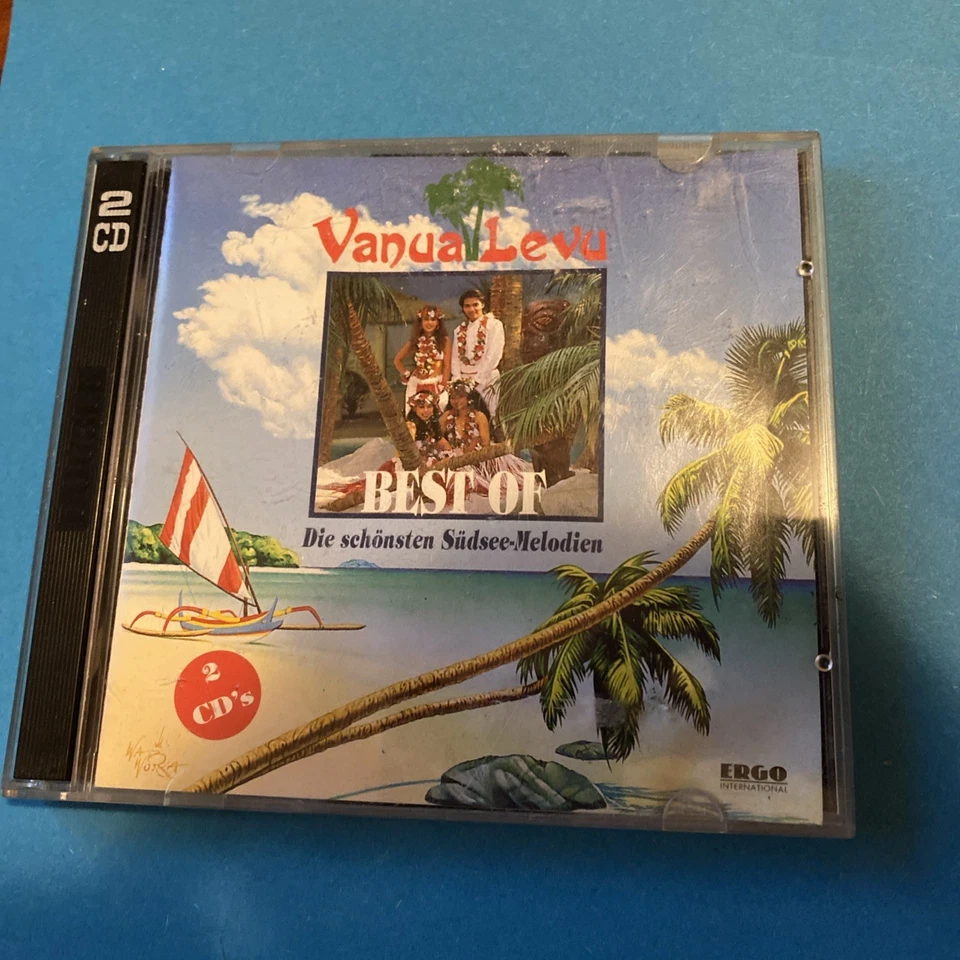 2
CD
Vanua Levu
BEST OF
Die schönsten Südsee-Melodien
2
CD's
ERGO
INTERNATIONAL